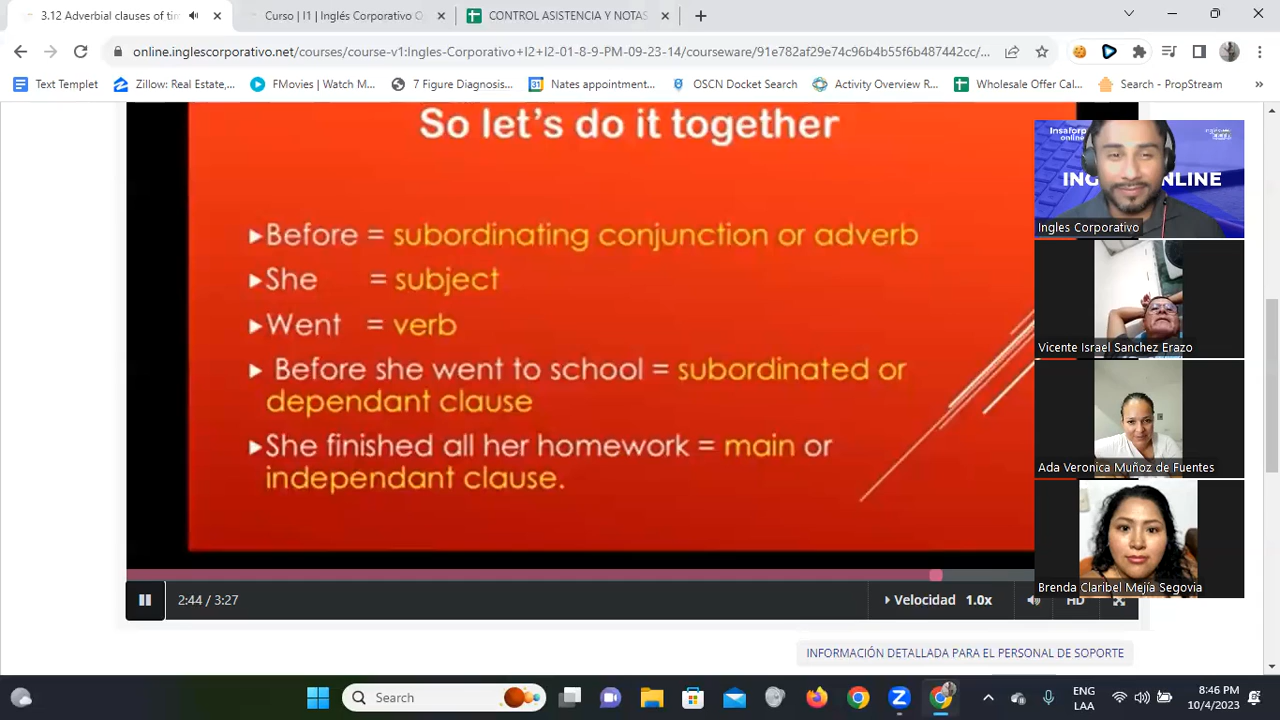 3.12 Adverbial clauses of tim
Curso | I1 | Inglés Corporativo O
CONTROL ASISTENCIA Y NOTAS
online.inglescorporativo.net/courses/course-v1:Ingles-Corporativo+I2+I2-01-8-9-PM-09-23-14/courseware/91e782af29e74c96b4b55f6b487442cc/...
Text Templet
Zillow: Real Estate,...
FMovies | Watch M...
7 Figure Diagnosis...
Nates appointment...
OSCN Docket Search
Activity Overview -...
Wholesale Offer Cal...
Search - PropStream
»
So let's do it together
Before = subordinating conjunction or adverb
She = subject
Went = verb
Before she went to school = subordinated or
dependant clause
She finished all her homework = main or
independant clause.
Insaforp
online
INGLÉS NLINE
Ingles Corporativo
Vicente Israel Sanchez Erazo
Ada Veronica Muñoz de Fuentes
Brenda Claribel Mejía Segovia
2:44 / 3:27
Velocidad 1.0x
HD
INFORMACIÓN DETALLADA PARA EL PERSONAL DE SOPORTE
Search
ENG
LAA
8:46 PM
10/4/2023